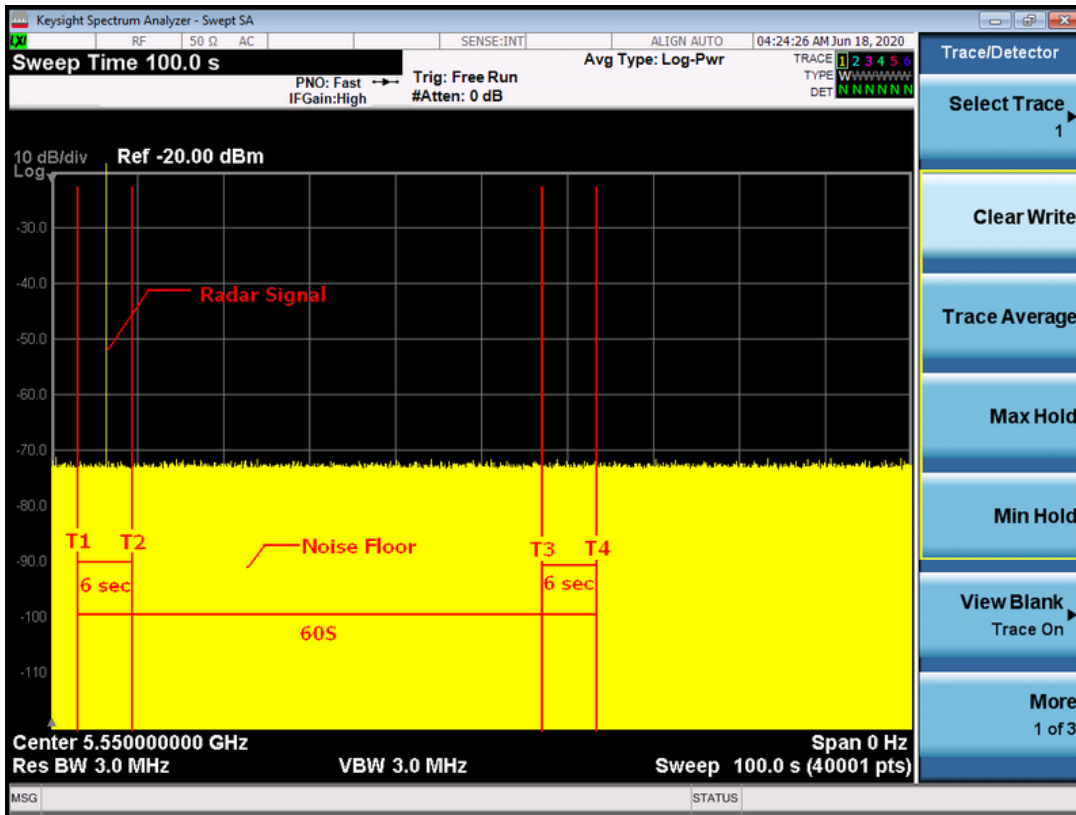 Keysight Spectrum Analyzer - Swept SA
LXI RF 50 Ω AC SENSE:INT ALIGN AUTO 04:24:26 AM Jun 18, 2020
Sweep Time 100.0 s
PNO: Fast
IFGain:High
Trig: Free Run
#Atten: 0 dB
Avg Type: Log-Pwr
TRACE 1 2 3 4 5 6
TYPE WWWWWW
DET N N N N N N
10 dB/div Ref -20.00 dBm
Log
-30.0
-40.0
-50.0
-60.0
-70.0
-80.0
-90.0
-100
-110
Radar Signal
T1 T2
Noise Floor
T3 T4
6 sec
6 sec
60S
Center 5.550000000 GHz Span 0 Hz
Res BW 3.0 MHz VBW 3.0 MHz Sweep 100.0 s (40001 pts)
MSG STATUS
Trace/Detector
Select Trace
1
Clear Write
Trace Average
Max Hold
Min Hold
View Blank
Trace On
More
1 of 3